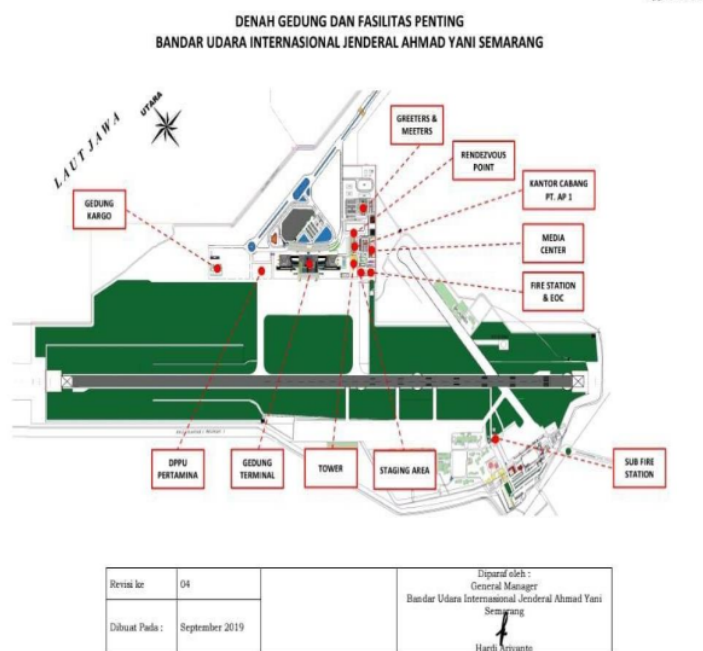 DENAH GEDUNG DAN FASILITAS PENTING
BANDAR UDARA INTERNASIONAL JENDERAL AHMAD YANI SEMARANG
LAUT JAWA
UTARA
GREETERS &
MEETERS
RENDEZVOUS
POINT
KANTOR CABANG
PT. AP 1
GEDUNG
KARGO
MEDIA
CENTER
FIRE STATION
& EOC
DPPU
PERTAMINA
GEDUNG
TERMINAL
TOWER
STAGING AREA
SUB FIRE
STATION
Revisi ke
04
Dibuat Pada :
September 2019
Diparaf oleh :
General Manager
Bandar Udara Internasional Jenderal Ahmad Yani
Semarang
Hardi Ariyanto